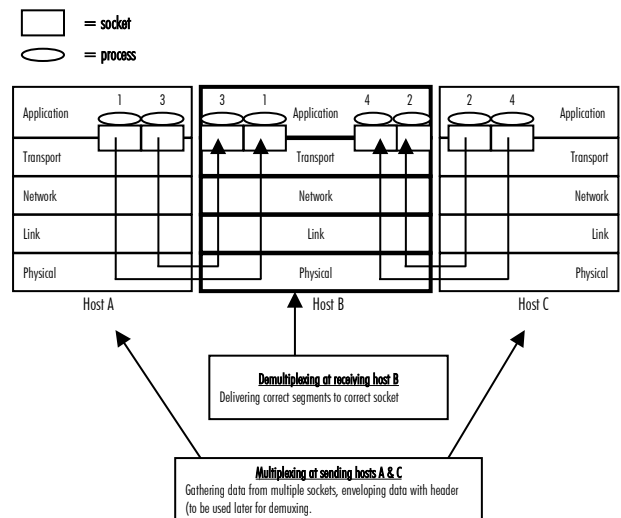 = socket
= process
1 3 3 1 4 2 2 4
Application Application Application
Transport Transport Transport
Network Network Network
Link Link Link
Physical Physical Physical
Host A Host B Host C
Demultiplexing at receiving host B
Delivering correct segments to correct socket
Multiplexing at sending hosts A & C
Gathering data from multiple sockets, enveloping data with header
(to be used later for demuxing.